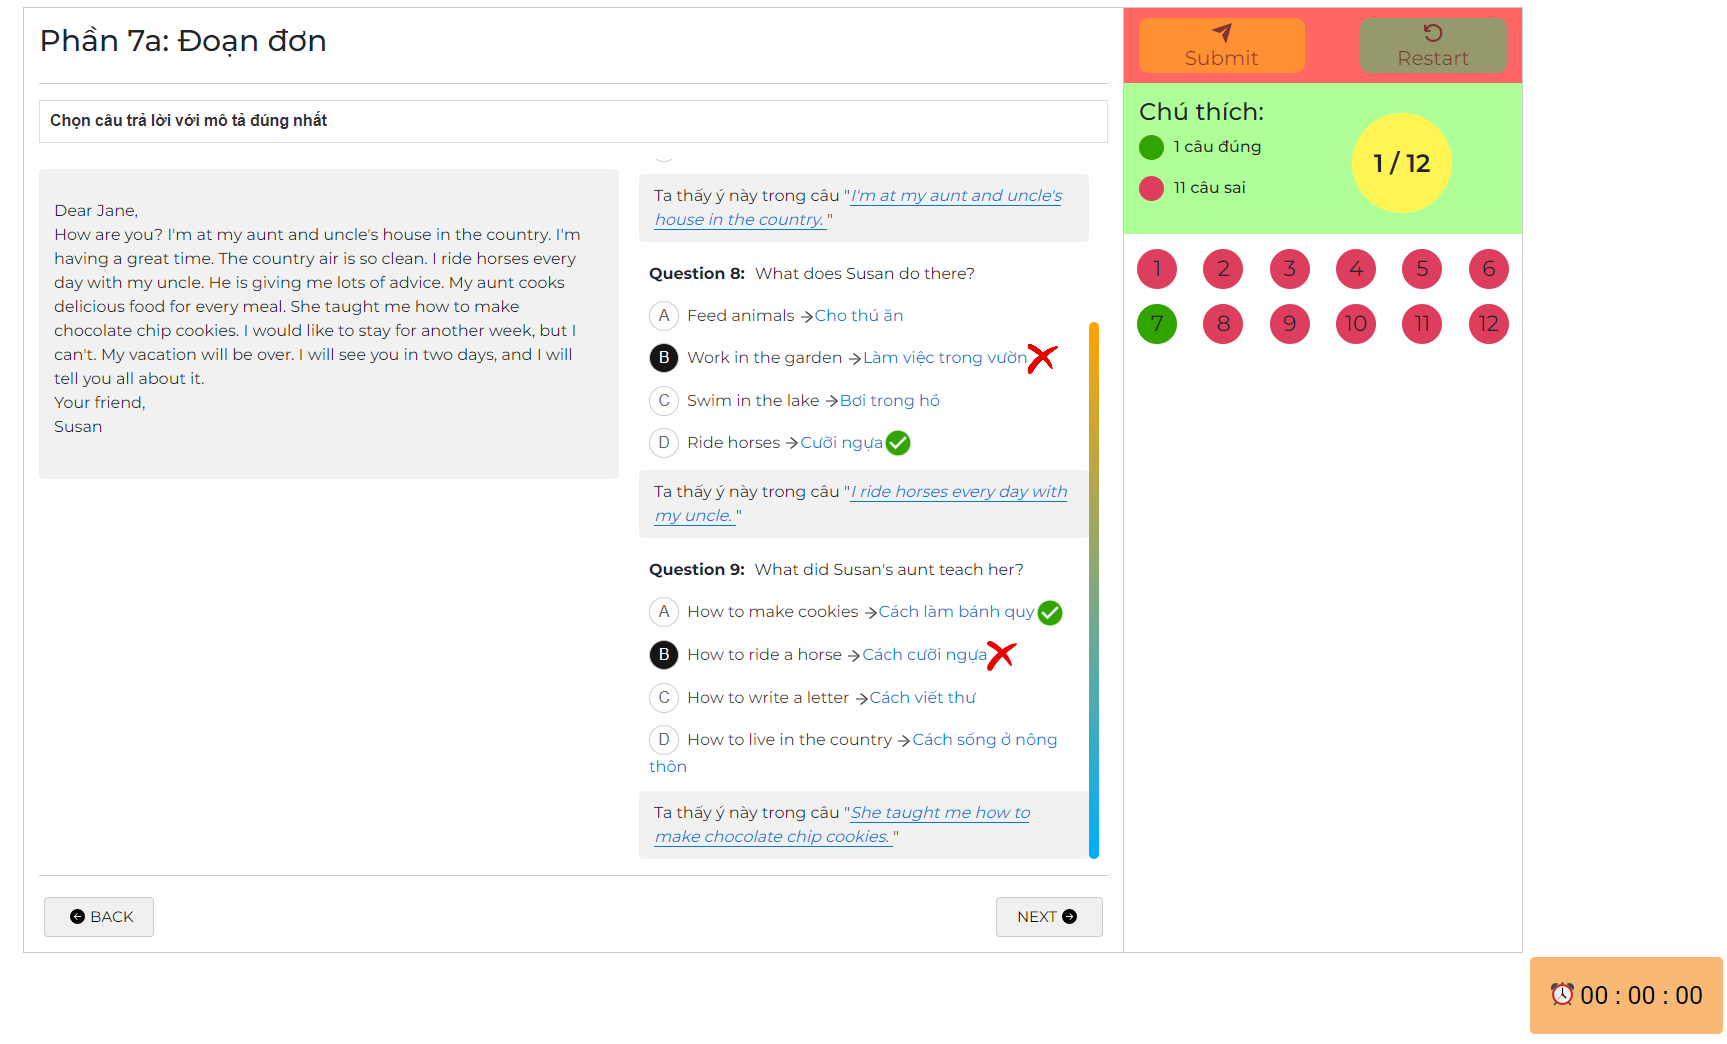 Phần 7a: Đoạn đơn
Chọn câu trả lời với mô tả đúng nhất
Dear Jane,
How are you? I'm at my aunt and uncle's house in the country. I'm
having a great time. The country air is so clean. I ride horses every
day with my uncle. He is giving me lots of advice. My aunt cooks
delicious food for every meal. She taught me how to make
chocolate chip cookies. I would like to stay for another week, but I
can't. My vacation will be over. I will see you in two days, and I will
tell you all about it.
Your friend,
Susan
Ta thấy ý này trong câu "I'm at my aunt and uncle's
house in the country. "
Question 8: What does Susan do there?
A Feed animals →Cho thú ăn
B Work in the garden →Làm việc trong vườn
C Swim in the lake →Bơi trong hồ
D Ride horses →Cưỡi ngựa
Ta thấy ý này trong câu "I ride horses every day with
my uncle. "
Question 9: What did Susan's aunt teach her?
A How to make cookies →Cách làm bánh quy
B How to ride a horse →Cách cưỡi ngựa
C How to write a letter →Cách viết thư
D How to live in the country →Cách sống ở nông
thôn
Ta thấy ý này trong câu "She taught me how to
make chocolate chip cookies. "
BACK
NEXT
Submit
Restart
Chú thích:
1 câu đúng
11 câu sai
1 / 12
1 2 3 4 5 6
7 8 9 10 11 12
00 : 00 : 00